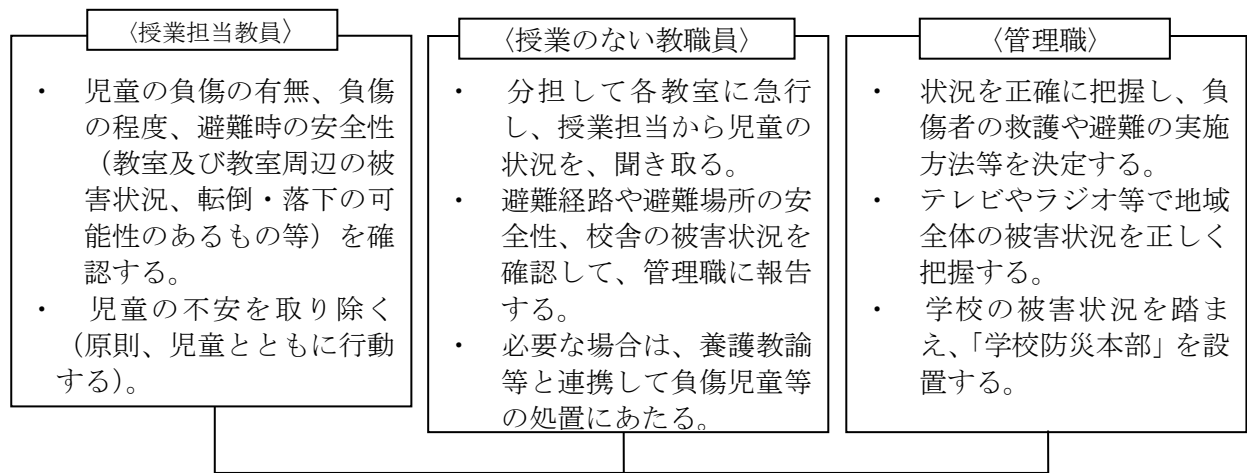 〈授業担当教員〉
・ 児童の負傷の有無、負傷
の程度、避難時の安全性
（教室及び教室周辺の被
害状況、転倒・落下の可
能性のあるもの等）を確
認する。
・ 児童の不安を取り除く
（原則、児童とともに行動
する）。
〈授業のない教職員〉
・ 分担して各教室に急行
し、授業担当から児童の
状況を、聞き取る。
・ 避難経路や避難場所の安
全性、校舎の被害状況を
確認して、管理職に報告
する。
・ 必要な場合は、養護教諭
等と連携して負傷児童等
の処置にあたる。
〈管理職〉
・ 状況を正確に把握し、負
傷者の救護や避難の実施
方法等を決定する。
・ テレビやラジオ等で地域
全体の被害状況を正しく
把握する。
・ 学校の被害状況を踏ま
え、「学校防災本部」を設
置する。